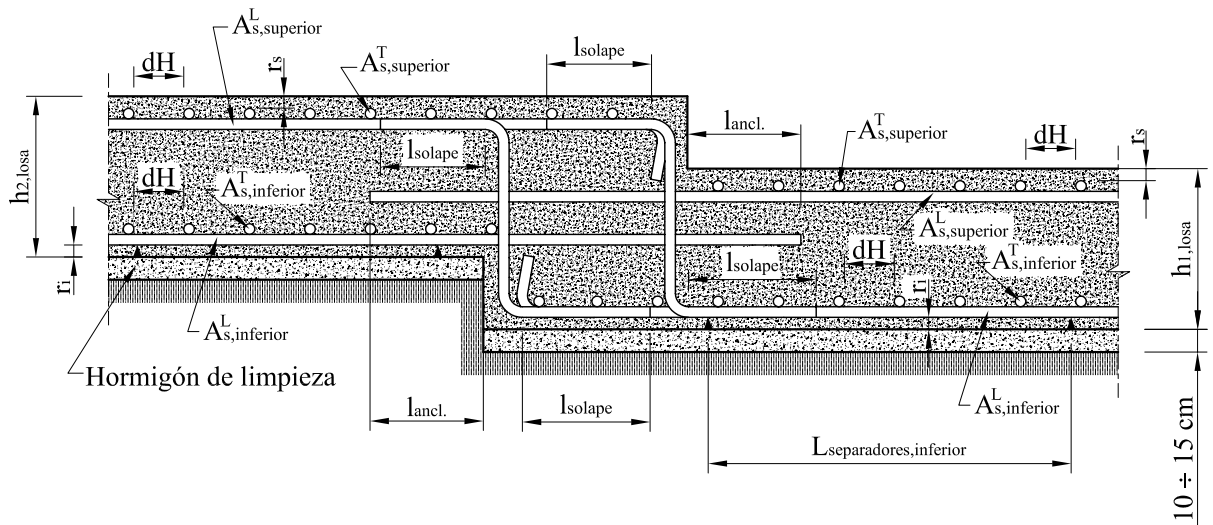 A^L_s,superior
dH
r_s
A^T_s,superior
l_solape
h_2,losa
l_solape
l_ancl.
A^T_s,superior
dH
r_s
dH
A^T_s,inferior
A^L_s,superior
h_1,losa
l_solape
dH
A^T_s,inferior
r_i
r_i
A^L_s,inferior
Hormigón de limpieza
l_ancl.
l_solape
A^L_s,inferior
L_separadores,inferior
10 ÷ 15 cm